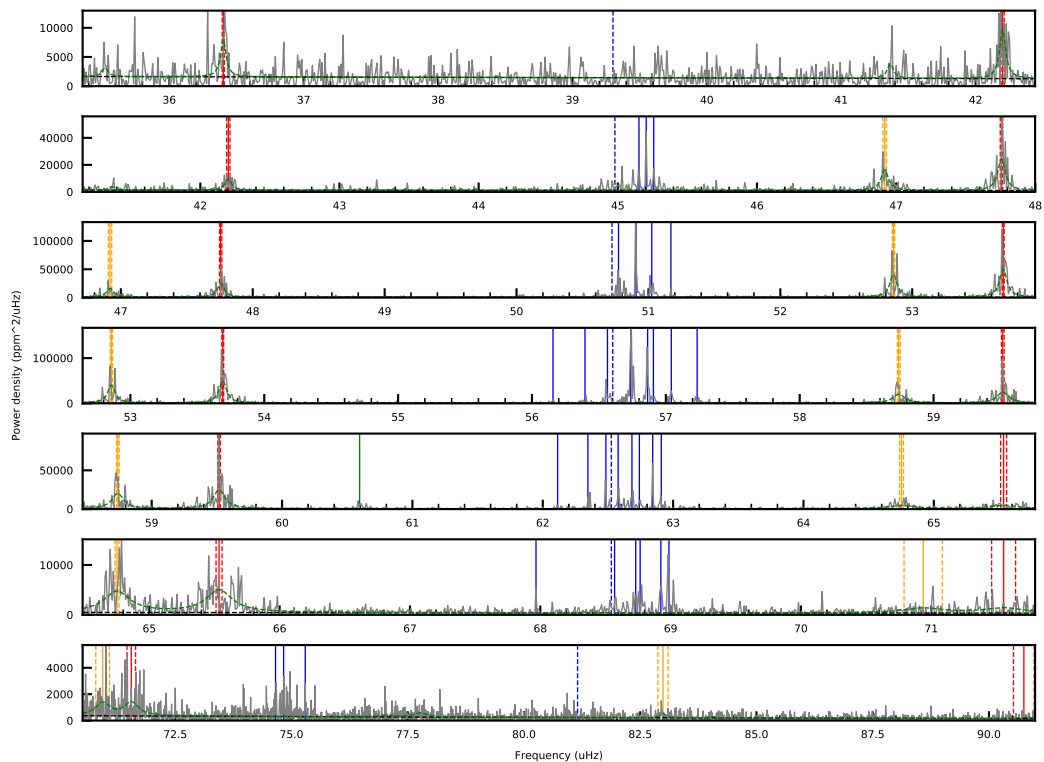 10000
5000
0
36 37 38 39 40 41 42
40000
20000
0
42 43 44 45 46 47 48
100000
50000
0
47 48 49 50 51 52 53
100000
0
53 54 55 56 57 58 59
Power density (ppm^2/uHz)
50000
0
59 60 61 62 63 64 65
10000
0
65 66 67 68 69 70 71
4000
2000
0
72.5 75.0 77.5 80.0 82.5 85.0 87.5 90.0
Frequency (uHz)